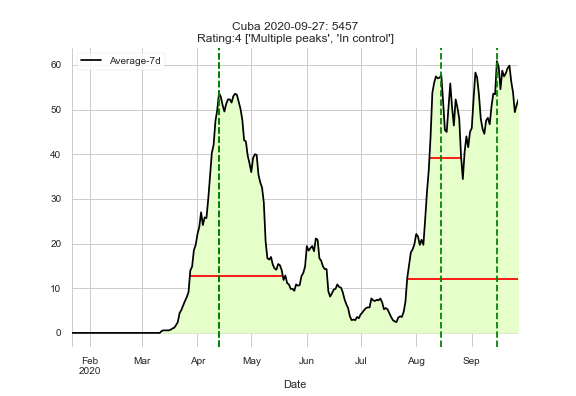 Cuba 2020-09-27: 5457
Rating:4 ['Multiple peaks', 'In control']
Average-7d
60
50
40
30
20
10
0
Feb Mar Apr May Jun Jul Aug Sep
2020
Date